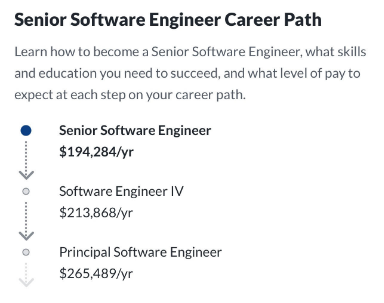 Senior Software Engineer Career Path
Learn how to become a Senior Software Engineer, what skills
and education you need to succeed, and what level of pay to
expect at each step on your career path.
Senior Software Engineer
$194,284/yr
Software Engineer IV
$213,868/yr
Principal Software Engineer
$265,489/yr